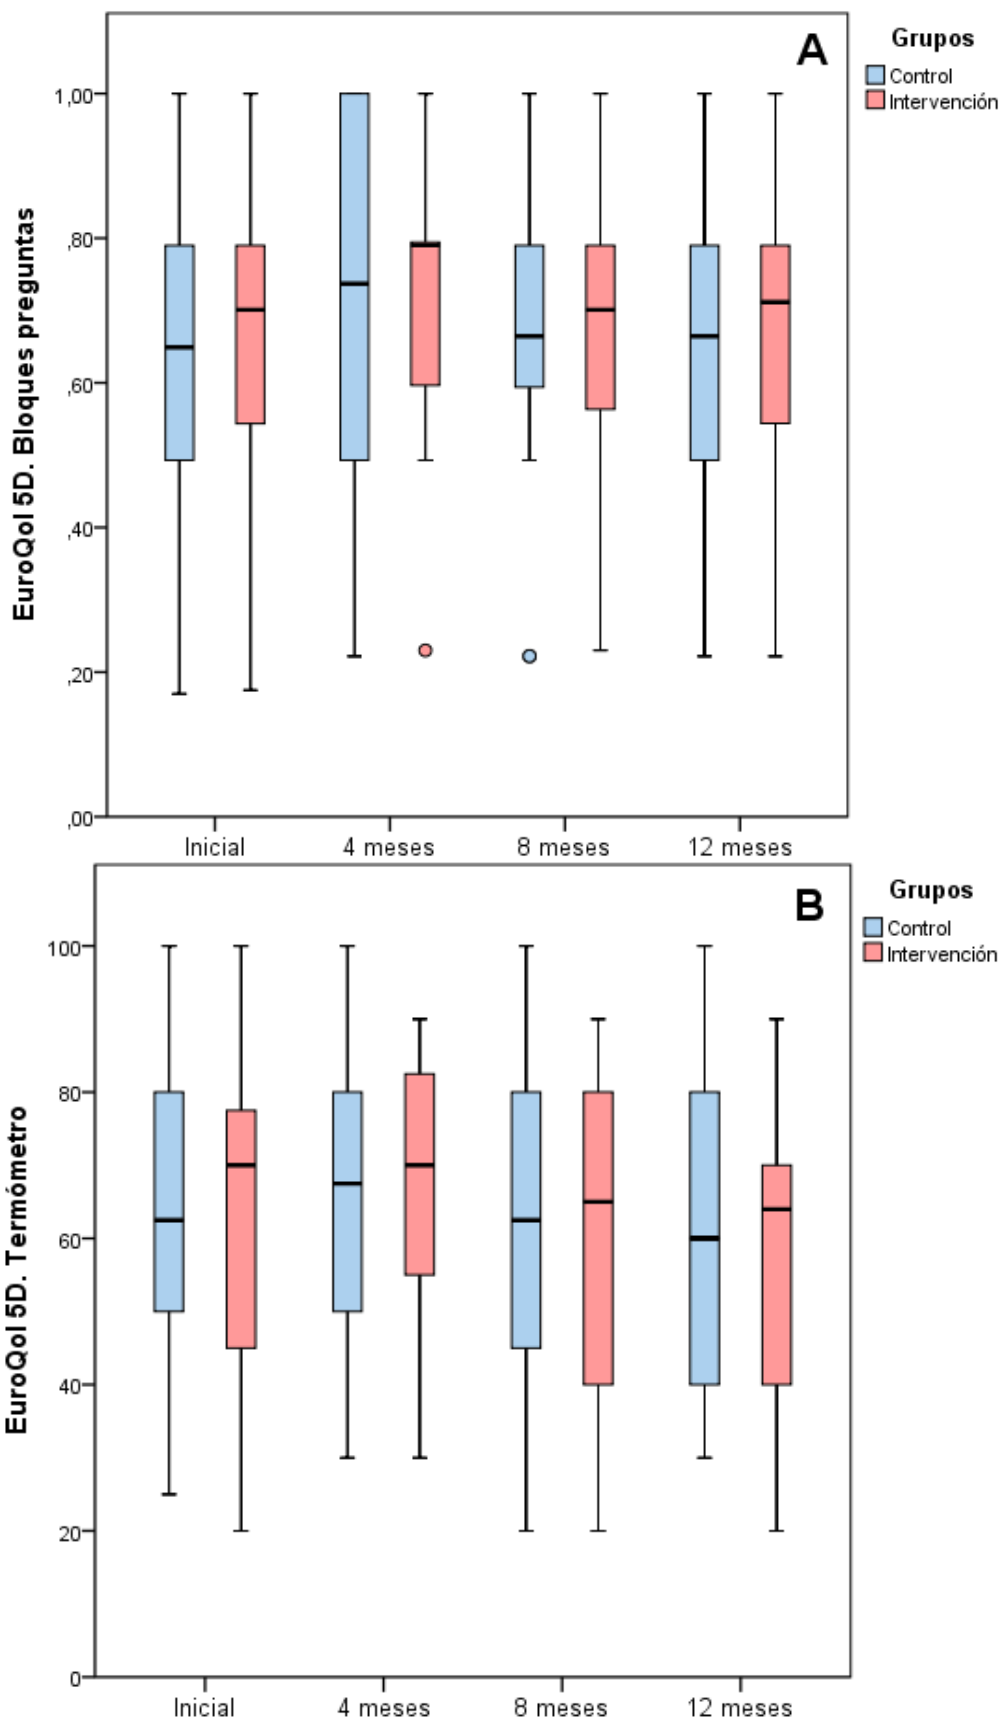 A
Grupos
Control
Intervención
EuroQol 5D. Bloques preguntas
1,00
,80
,60
,40
,20
,00
Inicial 4 meses 8 meses 12 meses
B
Grupos
Control
Intervención
EuroQol 5D. Termómetro
100
80
60
40
20
0
Inicial 4 meses 8 meses 12 meses